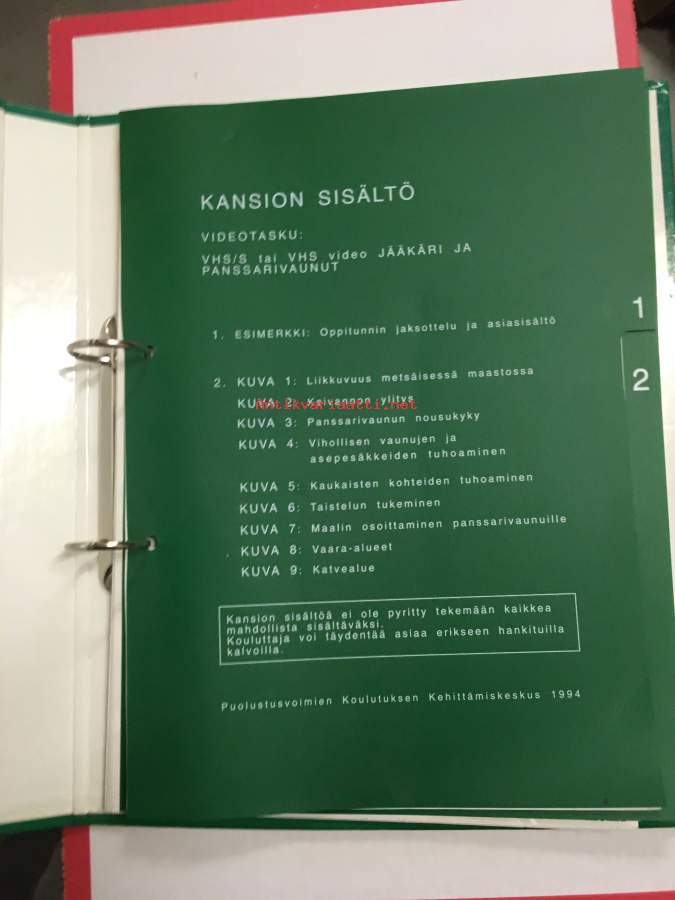 KANSION SISÄLTÖ
VIDEOTASKU:
VHS/S tai VHS video JÄÄKÄRI JA
PANSSARIVAUNUT
1. ESIMERKKI: Oppitunnin jaksottelu ja asiasisältö
1
2. KUVA 1: Liikkuvuus metsäisessä maastossa
2
KUVA 2: Kaivannon ylitys
Antikvariaatti.net
KUVA 3: Panssarivaunun nousukyky
KUVA 4: Vihollisen vaunujen ja
asepesäkkeiden tuhoaminen
KUVA 5: Kaukaisten kohteiden tuhoaminen
KUVA 6: Taistelun tukeminen
KUVA 7: Maalin osoittaminen panssarivaunuille
KUVA 8: Vaara-alueet
KUVA 9: Katvealue
Kansion sisältöä ei ole pyritty tekemään kaikkea
mahdollista sisältäväksi.
Kouluttaja voi täydentää asiaa erikseen hankituilla
kalvoilla.
Puolustusvoimien Koulutuksen Kehittämiskeskus 1994